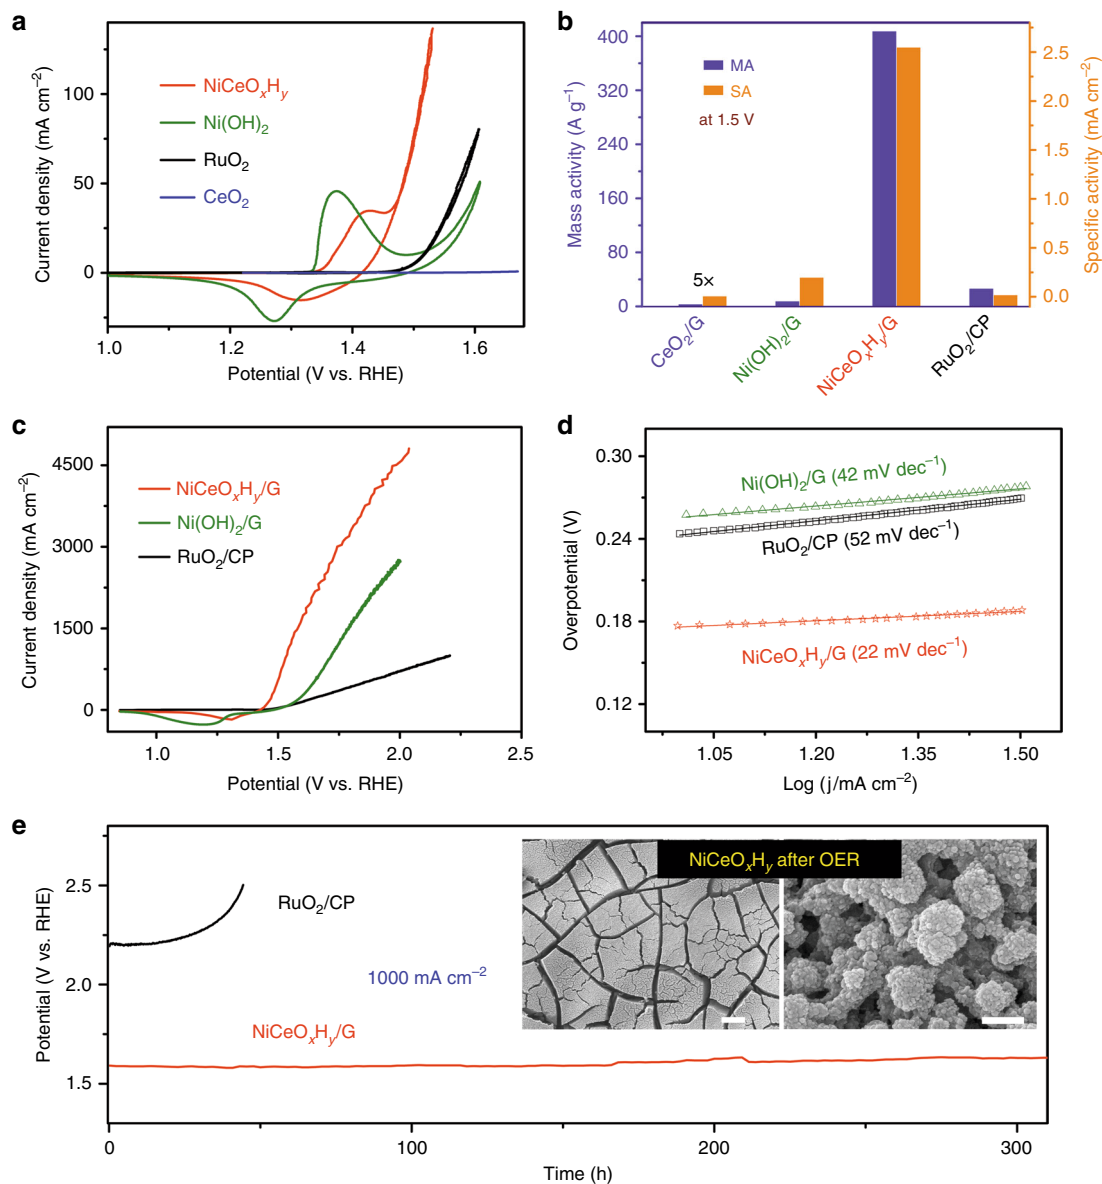 a
NiCeOₓHᵧ
Ni(OH)₂
RuO₂
CeO₂
100
50
0
Current density (mA cm⁻²)
1.0
1.2
1.4
1.6
Potential (V vs. RHE)
b
MA
SA
at 1.5 V
5×
400
320
240
160
80
0
Mass activity (A g⁻¹)
2.5
2.0
1.5
1.0
0.5
0.0
Specific activity (mA cm⁻²)
CeO₂/G
Ni(OH)₂/G
NiCeOₓHᵧ/G
RuO₂/CP
c
NiCeOₓHᵧ/G
Ni(OH)₂/G
RuO₂/CP
4500
3000
1500
0
Current density (mA cm⁻²)
1.0
1.5
2.0
2.5
Potential (V vs. RHE)
d
Ni(OH)₂/G (42 mV dec⁻¹)
RuO₂/CP (52 mV dec⁻¹)
NiCeOₓHᵧ/G (22 mV dec⁻¹)
0.30
0.24
0.18
0.12
Overpotential (V)
1.05
1.20
1.35
1.50
Log (j/mA cm⁻²)
e
NiCeOₓHᵧ after OER
RuO₂/CP
1000 mA cm⁻²
NiCeOₓHᵧ/G
2.5
2.0
1.5
Potential (V vs. RHE)
0
100
200
300
Time (h)